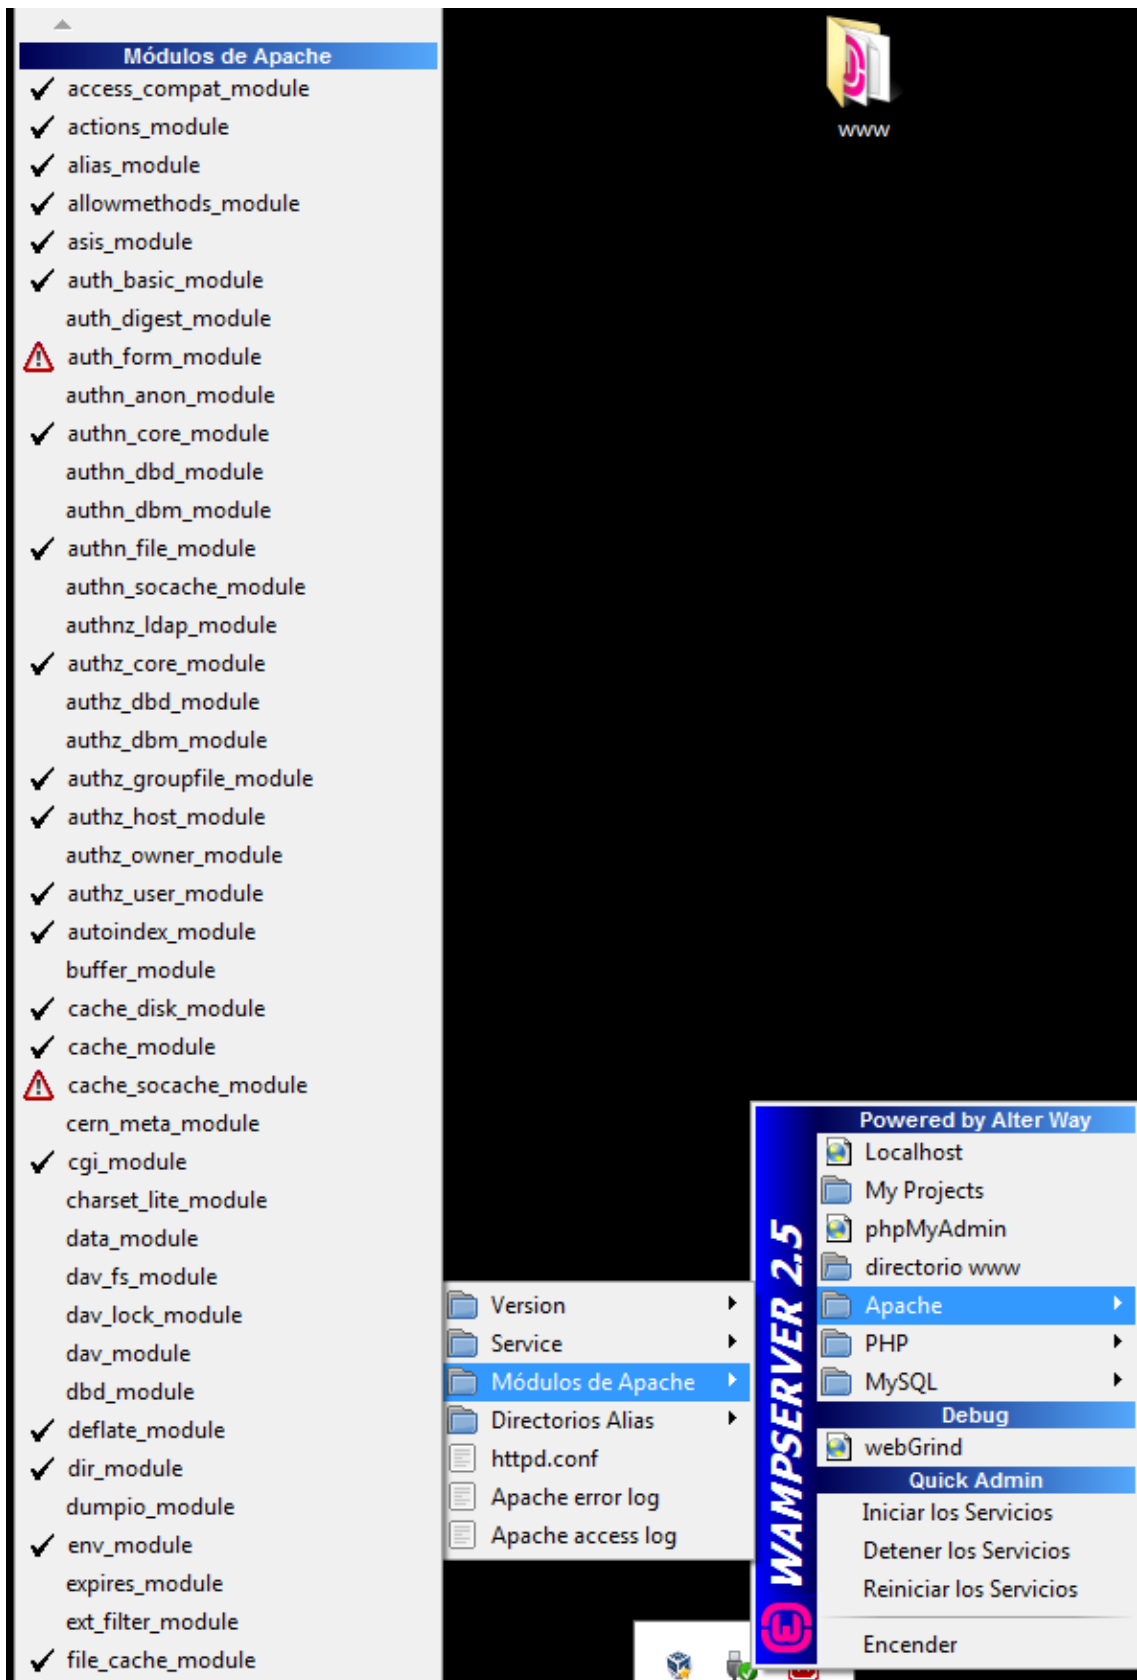 Módulos de Apache
access_compat_module
actions_module
alias_module
allowmethods_module
asis_module
auth_basic_module
auth_digest_module
auth_form_module
authn_anon_module
authn_core_module
authn_dbd_module
authn_dbm_module
authn_file_module
authn_socache_module
authnz_ldap_module
authz_core_module
authz_dbd_module
authz_dbm_module
authz_groupfile_module
authz_host_module
authz_owner_module
authz_user_module
autoindex_module
buffer_module
cache_disk_module
cache_module
cache_socache_module
cern_meta_module
cgi_module
charset_lite_module
data_module
dav_fs_module
dav_lock_module
dav_module
dbd_module
deflate_module
dir_module
dumpio_module
env_module
expires_module
ext_filter_module
file_cache_module
www
Version
Service
Módulos de Apache
Directorios Alias
httpd.conf
Apache error log
Apache access log
WAMPSERVER 2.5
Powered by Alter Way
Localhost
My Projects
phpMyAdmin
directorio www
Apache
PHP
MySQL
Debug
webGrind
Quick Admin
Iniciar los Servicios
Detener los Servicios
Reiniciar los Servicios
Encender